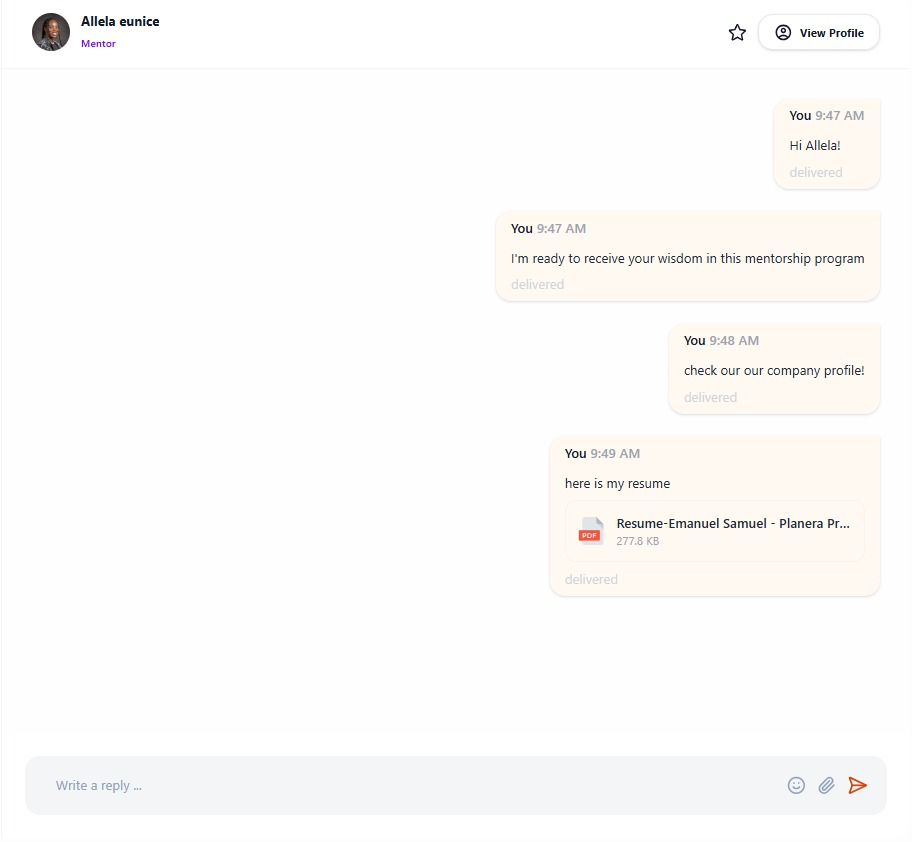 Allela eunice
Mentor
View Profile
You 9:47 AM
Hi Allela!
delivered
You 9:47 AM
I'm ready to receive your wisdom in this mentorship program
delivered
You 9:48 AM
check our our company profile!
delivered
You 9:49 AM
here is my resume
PDF
Resume-Emanuel Samuel - Planera Pr...
277.8 KB
delivered
Write a reply ...